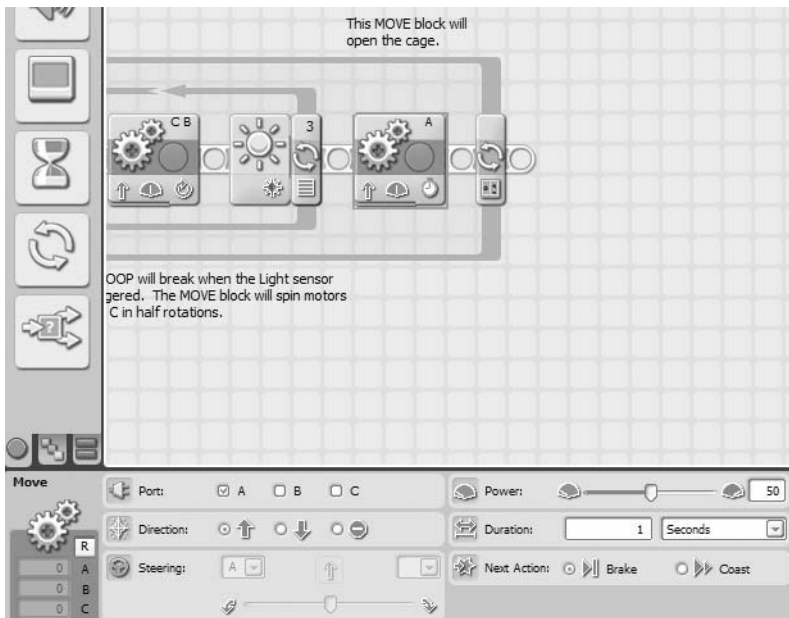 This MOVE block will
open the cage.
C B
3
A
OOP will break when the Light sensor
gered. The MOVE block will spin motors
C in half rotations.
Move
R
0 A
0 B
0 C
Port: A B C
Direction:
Steering: A
Power: 50
Duration: 1 Seconds
Next Action: Brake Coast